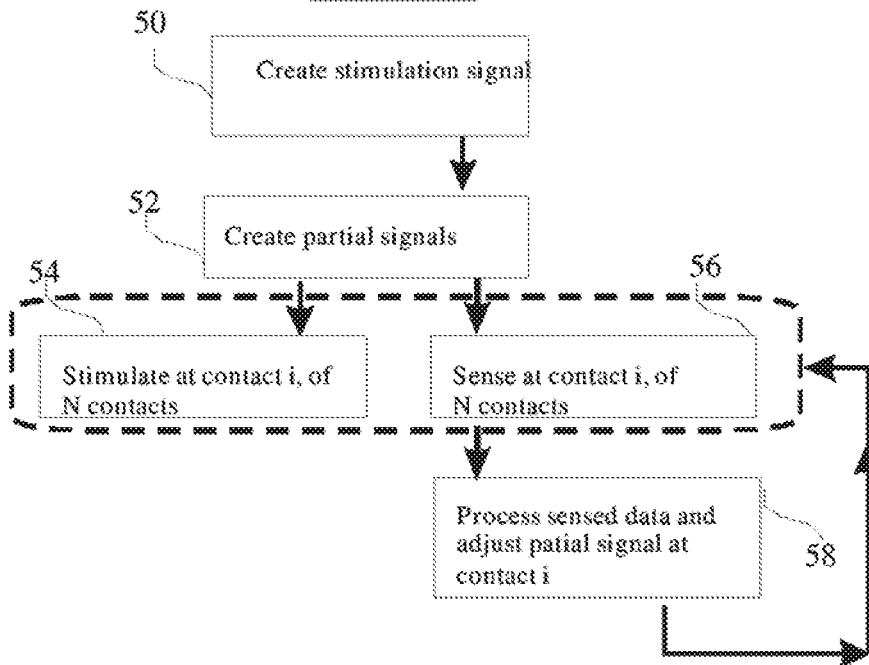 50
Create stimulation signal
52
Create partial signals
54
56
Stimulate at contact i, of
N contacts
Sense at contact i, of
N contacts
Process sensed data and
adjust patial signal at
contact i
58